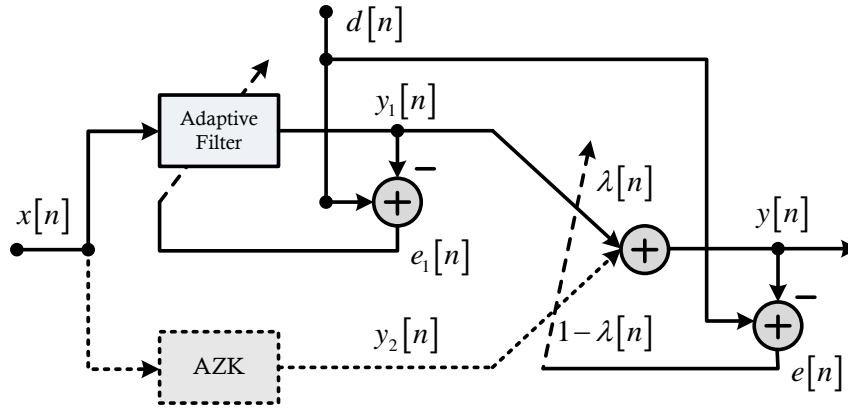 d[n]
Adaptive
Filter
y₁[n]
−
λ[n]
x[n]
+
+
y[n]
e₁[n]
−
AZK
y₂[n]
1−λ[n]
+
e[n]